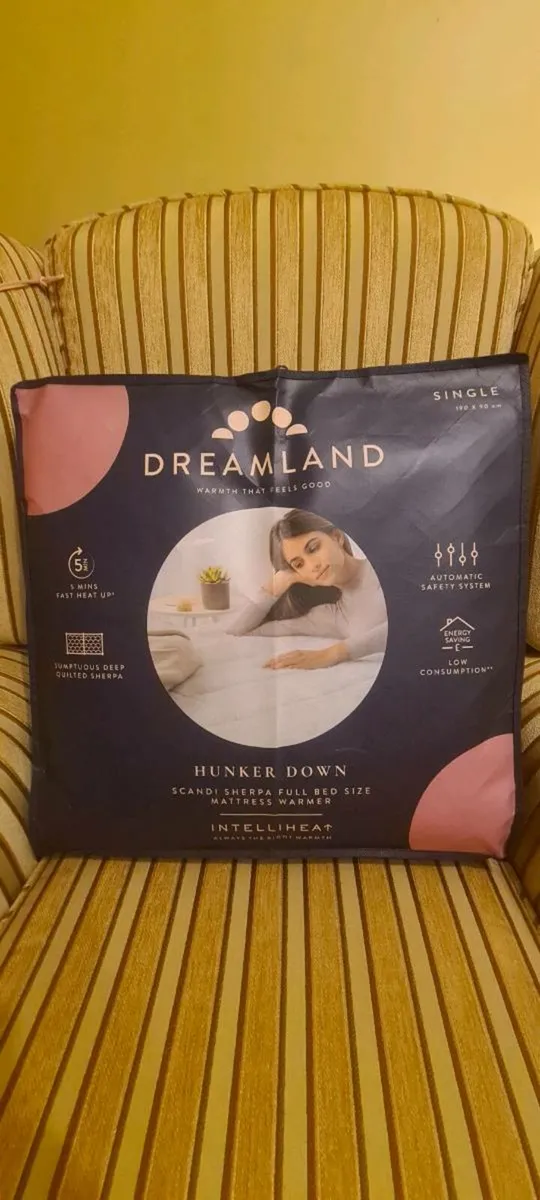 SINGLE
190 X 90 cm
DREAMLAND
WARMTH THAT FEELS GOOD
5 MIN
5 MINS
FAST HEAT UP*
AUTOMATIC
SAFETY SYSTEM
SUMPTUOUS DEEP
QUILTED SHERPA
ENERGY
SAVING
£
LOW
CONSUMPTION**
HUNKER DOWN
SCANDI SHERPA FULL BED SIZE
MATTRESS WARMER
INTELLIHEAT
ALWAYS THE RIGHT WARMTH